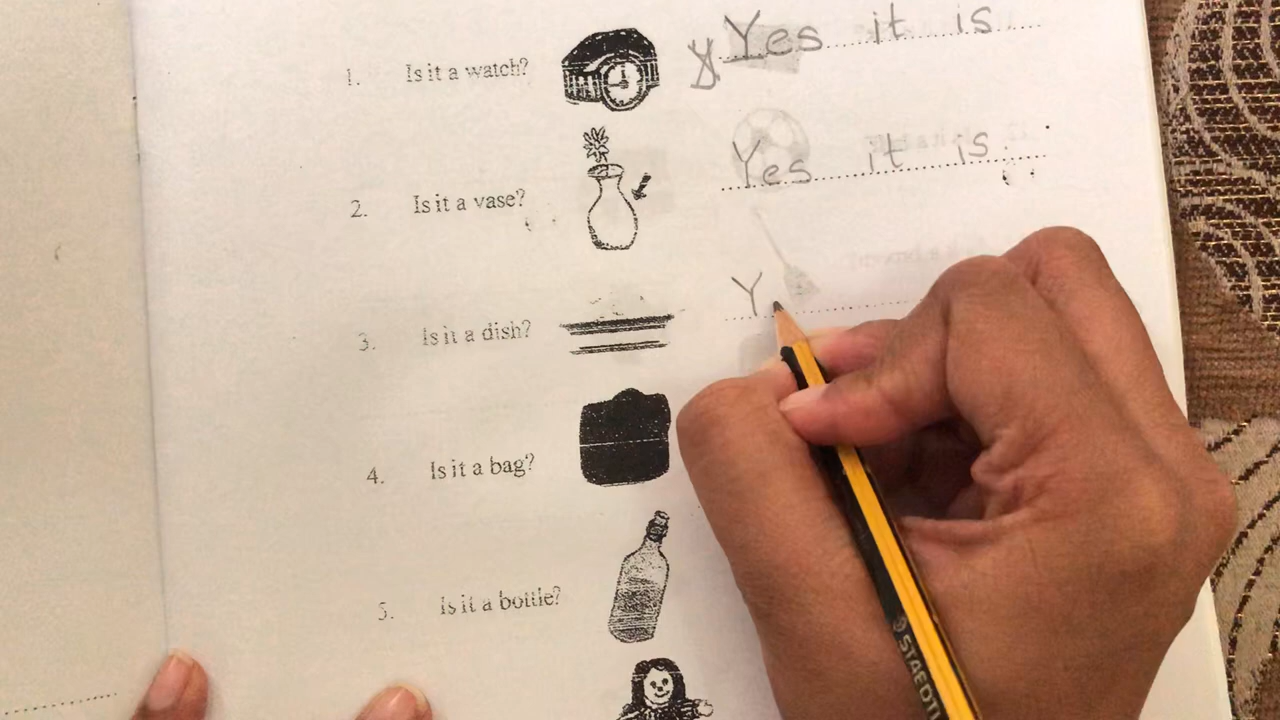 1. Is it a watch? y Yes it is
2. Is it a vase? Yes it is.
3. Is it a dish? Y
4. Is it a bag?
5. Is it a bottle?
STAEDTL